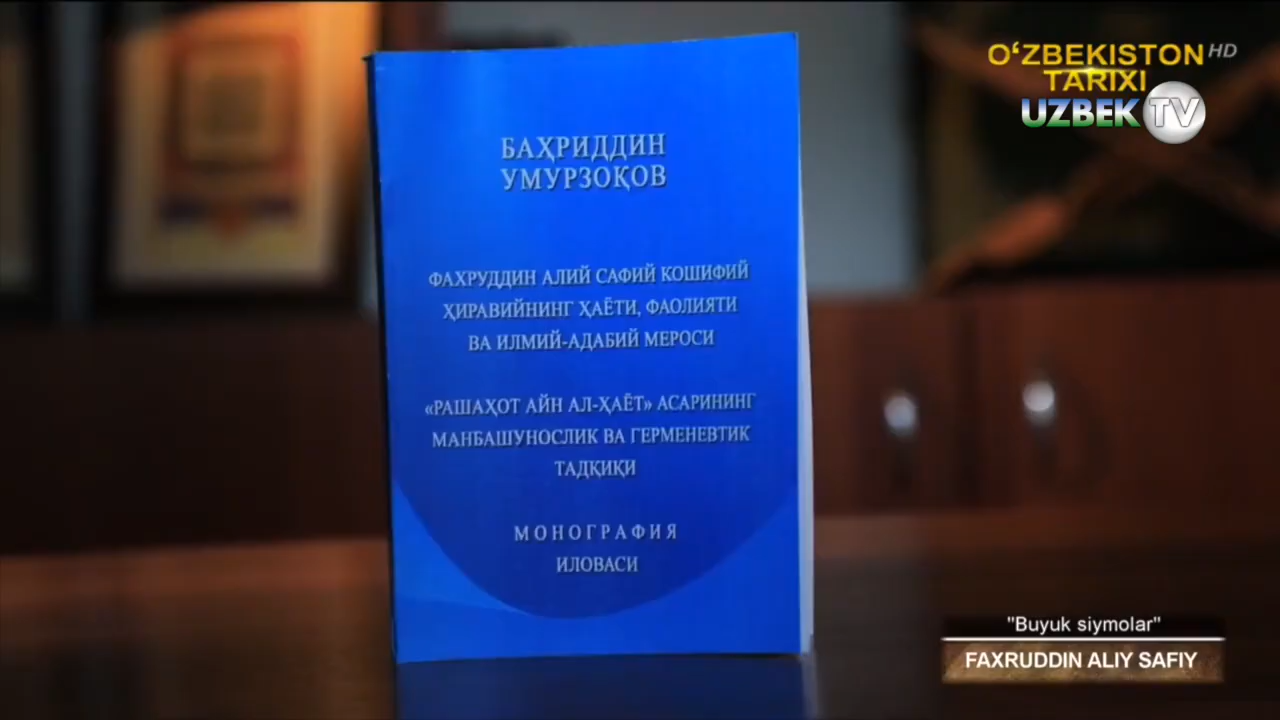 БАҲРИДДИН
УМУРЗОҚОВ
ФАХРУДДИН АЛИЙ САФИЙ КОШИФИЙ
ҲИРАВИЙНИНГ ҲАЁТИ, ФАОЛИЯТИ
ВА ИЛМИЙ-АДАБИЙ МЕРОСИ
«РАШАҲОТ АЙН АЛ-ҲАЁТ» АСАРИНИНГ
МАНБАШУНОСЛИК ВА ГЕРМЕНЕВТИК
ТАДҚИҚИ
МОНОГРАФИЯ
ИЛОВАСИ
OʻZBEKISTON HD
TARIXI
UZBEK TV
"Buyuk siymolar"
FAXRUDDIN ALIY SAFIY